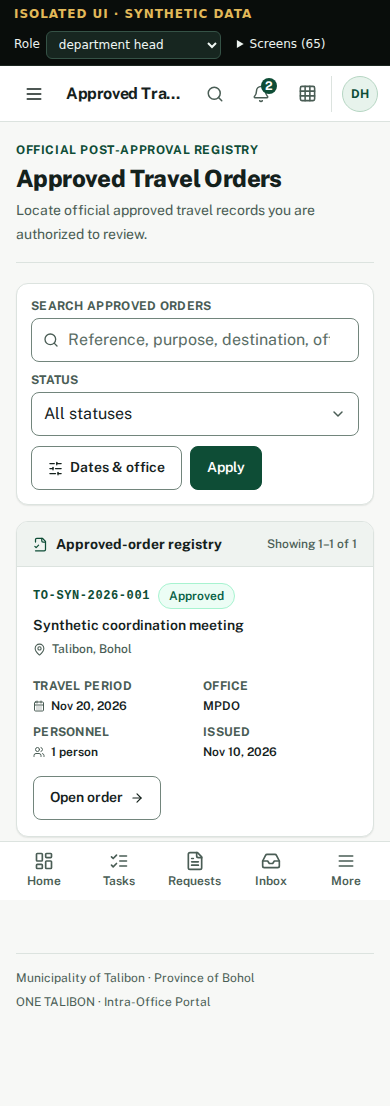 ISOLATED UI · SYNTHETIC DATA
Role department head Screens (65)
Approved Tra... 2 DH
OFFICIAL POST-APPROVAL REGISTRY
Approved Travel Orders
Locate official approved travel records you are
authorized to review.
SEARCH APPROVED ORDERS
Reference, purpose, destination, of
STATUS
All statuses
Dates & office Apply
Approved-order registry Showing 1–1 of 1
TO-SYN-2026-001 Approved
Synthetic coordination meeting
Talibon, Bohol
TRAVEL PERIOD OFFICE
Nov 20, 2026 MPDO
PERSONNEL ISSUED
1 person Nov 10, 2026
Open order
Home Tasks Requests Inbox More
Municipality of Talibon · Province of Bohol
ONE TALIBON · Intra-Office Portal